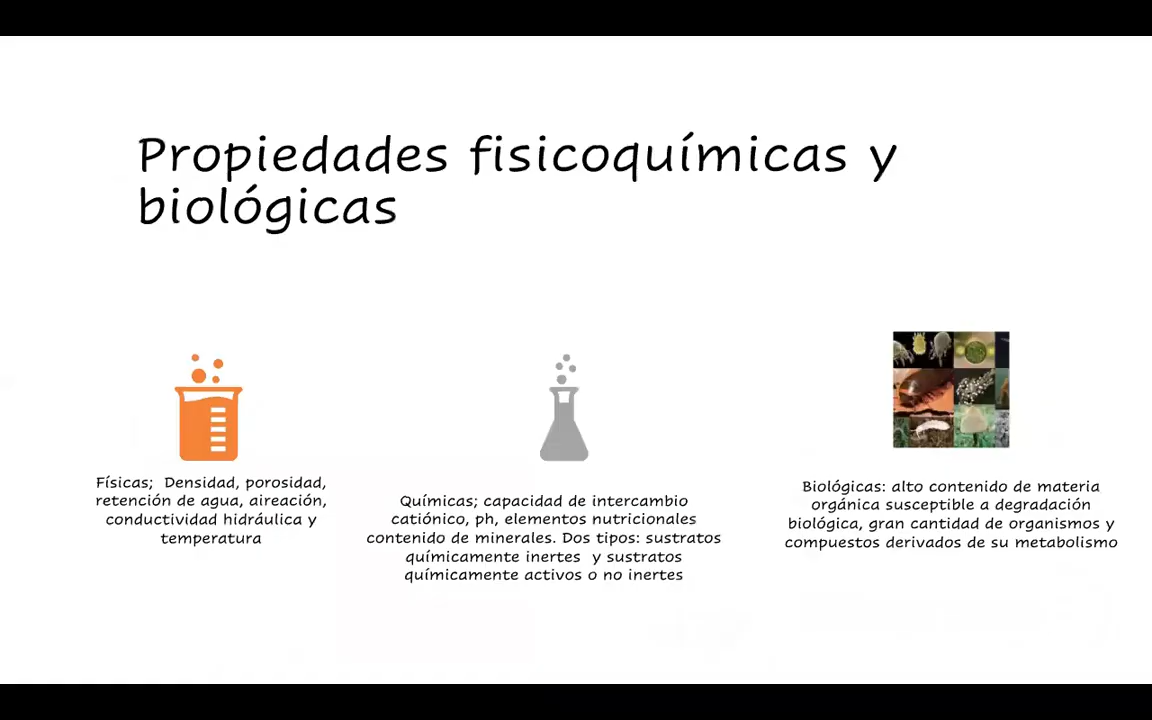 Propiedades fisicoquímicas y
biológicas
Físicas;  Densidad, porosidad,
retención de agua, aireación,
conductividad hidráulica y
temperatura
Químicas; capacidad de intercambio
catiónico, ph, elementos nutricionales
contenido de minerales. Dos tipos: sustratos
químicamente inertes  y sustratos
químicamente activos o no inertes
Biológicas: alto contenido de materia
orgánica susceptible a degradación
biológica, gran cantidad de organismos y
compuestos derivados de su metabolismo